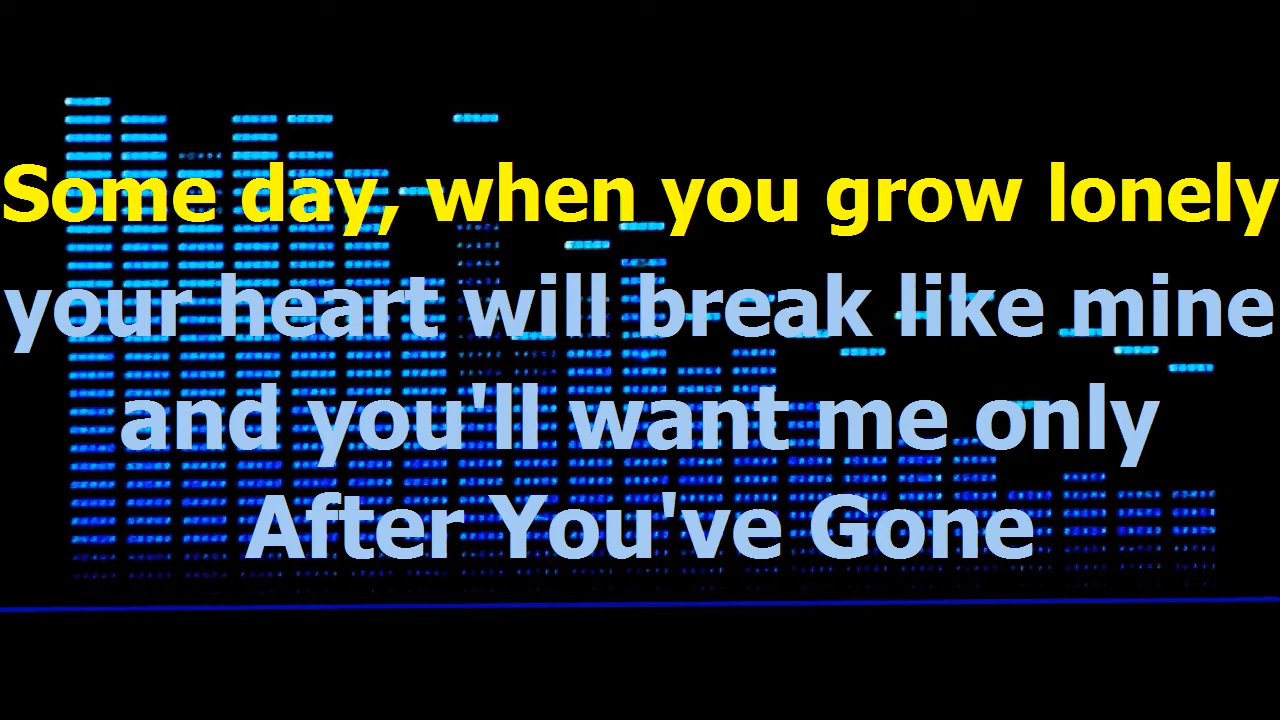 Some day, when you grow lonely
your heart will break like mine
and you'll want me only
After You've Gone